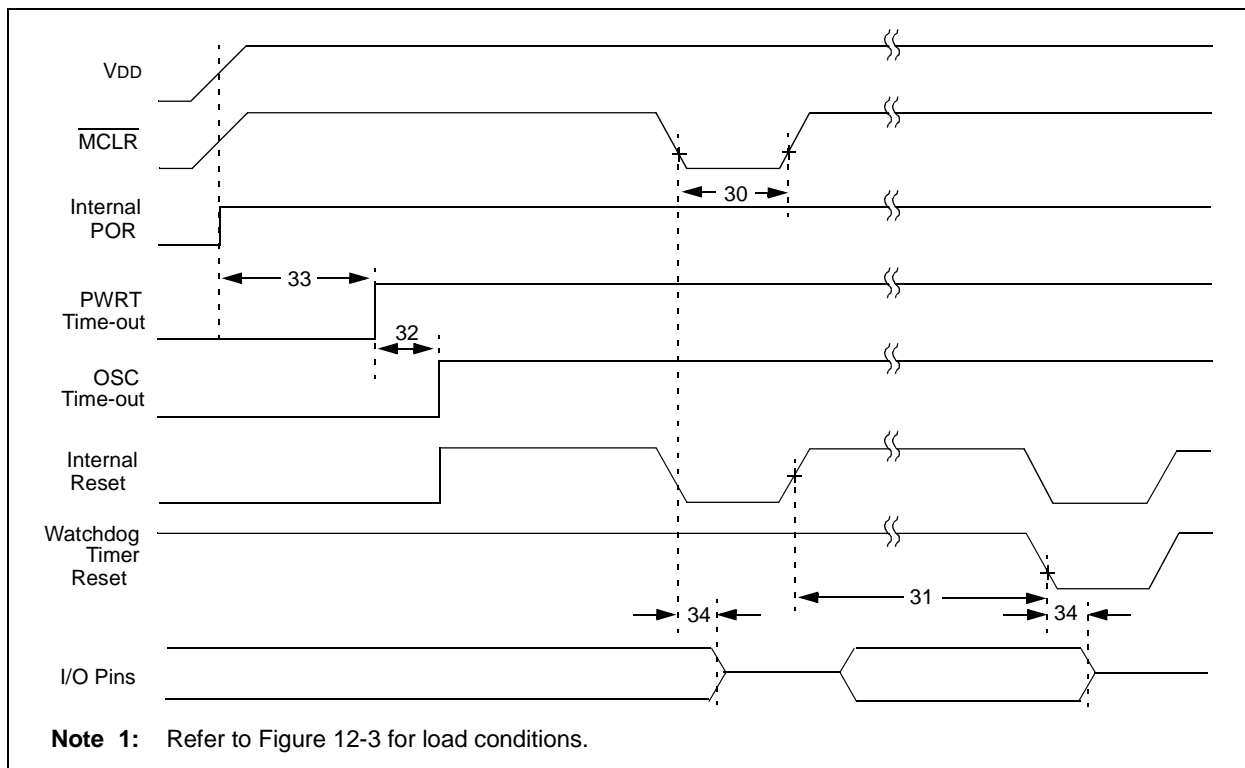 VDD
MCLR
30
Internal
POR
33
PWRT
Time-out
32
OSC
Time-out
Internal
Reset
Watchdog
Timer
Reset
31
34
34
I/O Pins
Note 1: Refer to Figure 12-3 for load conditions.